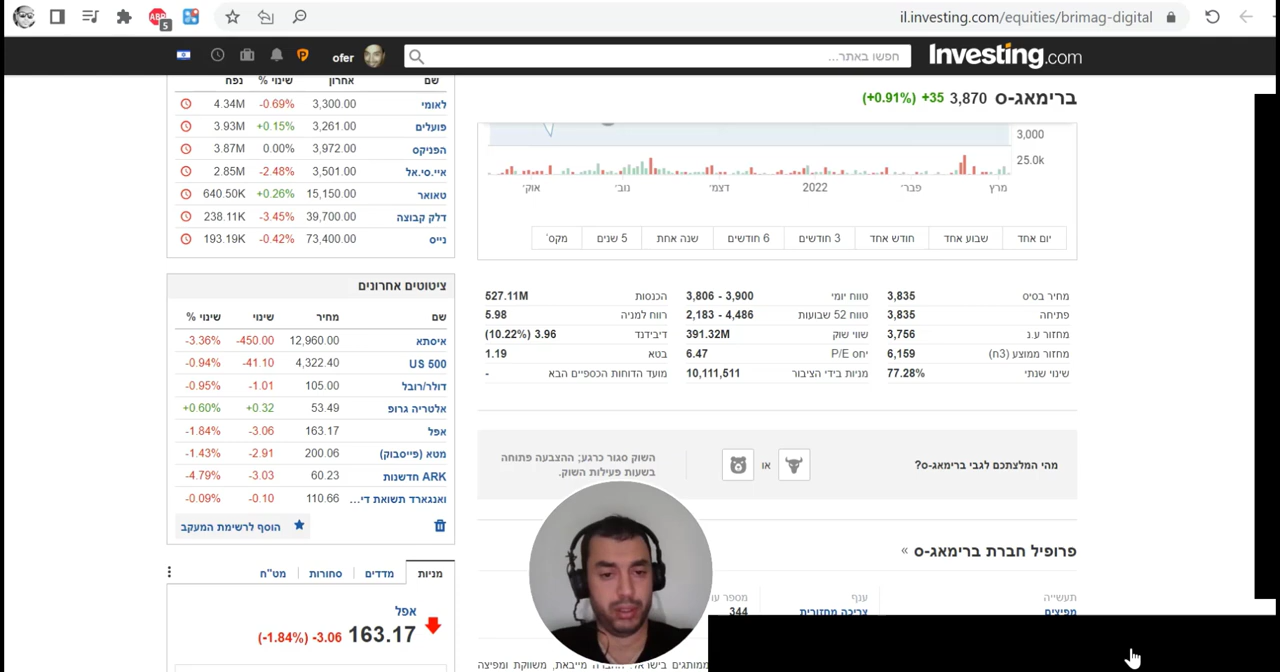 il.investing.com/equities/brimag-digital
ABP 5
ofer
חפשו באתר...
Investing.com
ברימאג-ס 3,870 +35 (+0.91%)
3,000
25.0k
אוק׳ נוב׳ דצמ׳ 2022 פבר׳ מרץ
יום אחד שבוע אחד חודש אחד 3 חודשים 6 חודשים שנה אחת 5 שנים מקס׳
מחיר בסיס 3,835 טווח יומי 3,806 - 3,900 הכנסות 527.11M
פתיחה 3,835 טווח 52 שבועות 2,183 - 4,486 רווח למניה 5.98
מחזור ע.נ 3,756 שווי שוק 391.32M דיבידנד 3.96 (10.22%)
מחזור ממוצע (3ח) 6,159 יחס P/E 6.47 בטא 1.19
שינוי שנתי 77.28% מניות בידי הציבור 10,111,511 מועד הדוחות הכספיים הבא -
מהי המלצתכם לגבי ברימאג-ס? או
השוק סגור כרגע; ההצבעה פתוחה
בשעות פעילות השוק.
פרופיל חברת ברימאג-ס »
תעשייה ענף מספר עו
מפיצים צריכה מחזורית 344
ממותגים בישראל. החברה מייבאת, משווקת ומפיצה
שם אחרון שינוי % נפח
לאומי 3,300.00 -0.69% 4.34M
פועלים 3,261.00 +0.15% 3.93M
הפניקס 3,972.00 0.00% 3.87M
איי.סי.אל 3,501.00 -2.48% 2.85M
טאואר 15,150.00 +0.26% 640.50K
דלק קבוצה 39,700.00 -3.45% 238.11K
נייס 73,400.00 -0.42% 193.19K
ציטוטים אחרונים
שם מחיר שינוי שינוי %
איסתא 12,960.00 -450.00 -3.36%
US 500 4,322.40 -41.10 -0.94%
דולר/רובל 105.00 -1.01 -0.95%
אלטריה גרופ 53.49 +0.32 +0.60%
אפל 163.17 -3.06 -1.84%
מטא (פייסבוק) 200.06 -2.91 -1.43%
ARK חדשנות 60.23 -3.03 -4.79%
ואנגארד תשואת די... 110.66 -0.10 -0.09%
הוסף לרשימת המעקב
מניות מדדים סחורות מט"ח
אפל
163.17 -3.06 (-1.84%)